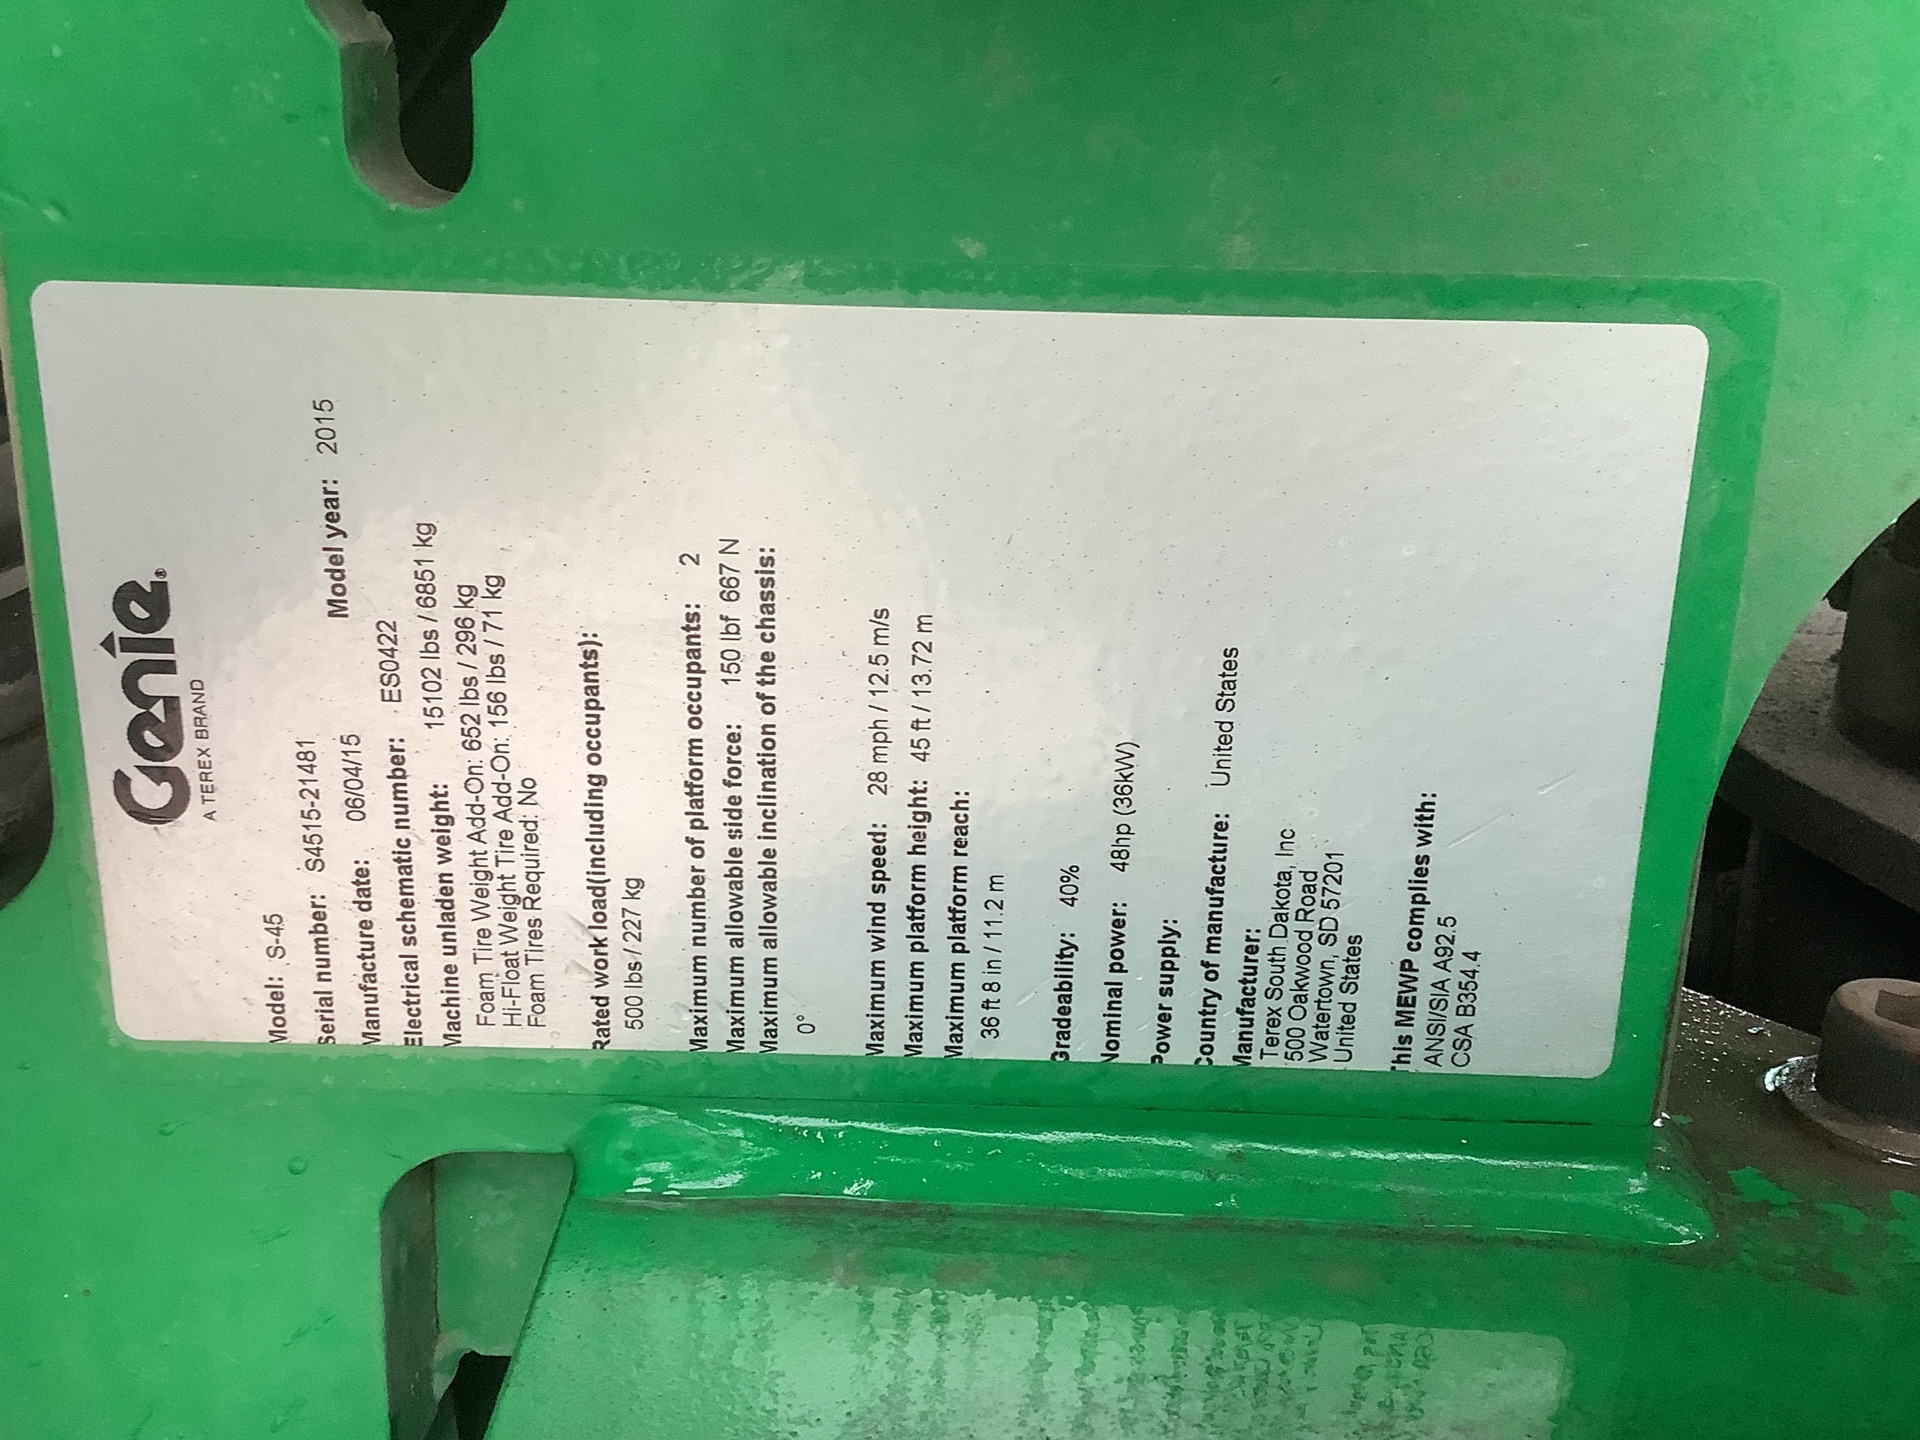 Genie®
A TEREX BRAND
Model: S-45
Serial number: S4515-21481
Model year: 2015
Manufacture date: 06/04/15
Electrical schematic number: ES0422
Machine unladen weight: 15102 lbs / 6851 kg
Foam Tire Weight Add-On: 652 lbs / 296 kg
Hi-Float Weight Tire Add-On: 156 lbs / 71 kg
Foam Tires Required: No
Rated work load(including occupants):
500 lbs / 227 kg
Maximum number of platform occupants: 2
Maximum allowable side force: 150 lbf 667 N
Maximum allowable inclination of the chassis:
0°
Maximum wind speed: 28 mph / 12.5 m/s
Maximum platform height: 45 ft / 13.72 m
Maximum platform reach:
36 ft 8 in / 11.2 m
Gradeability: 40%
Nominal power: 48hp (36kW)
Power supply:
Country of manufacture: United States
Manufacturer:
Terex South Dakota, Inc
500 Oakwood Road
Watertown, SD 57201
United States
This MEWP complies with:
ANSI/SIA A92.5
CSA B354.4